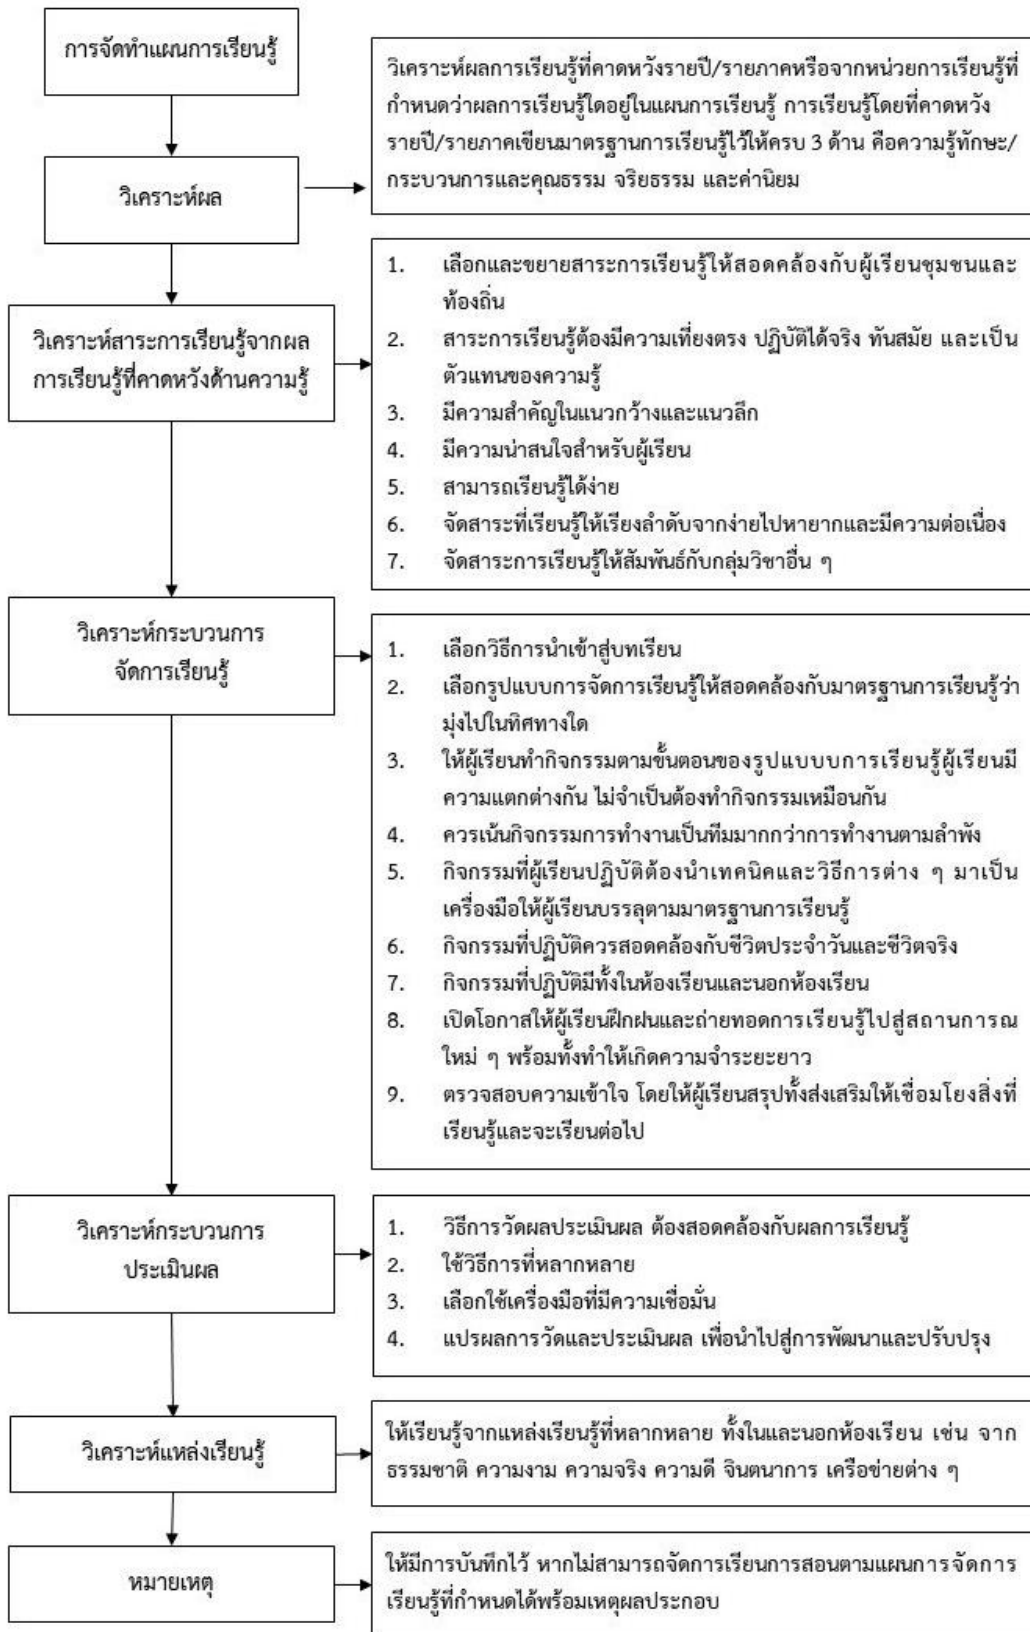 การจัดทำแผนการเรียนรู้
วิเคราะห์ผลการเรียนรู้ที่คาดหวังรายปี/รายภาคหรือจากหน่วยการเรียนรู้ที่
กำหนดว่าผลการเรียนรู้ใดอยู่ในแผนการเรียนรู้ การเรียนรู้โดยที่คาดหวัง
รายปี/รายภาคเขียนมาตรฐานการเรียนรู้ไว้ให้ครบ 3 ด้าน คือความรู้ทักษะ/
กระบวนการและคุณธรรม จริยธรรม และค่านิยม
วิเคราะห์ผล
วิเคราะห์สาระการเรียนรู้จากผล
การเรียนรู้ที่คาดหวังด้านความรู้
1. เลือกและขยายสาระการเรียนรู้ให้สอดคล้องกับผู้เรียนชุมชนและ
ท้องถิ่น
2. สาระการเรียนรู้ต้องมีความเที่ยงตรง ปฏิบัติได้จริง ทันสมัย และเป็น
ตัวแทนของความรู้
3. มีความสำคัญในแนวกว้างและแนวลึก
4. มีความน่าสนใจสำหรับผู้เรียน
5. สามารถเรียนรู้ได้ง่าย
6. จัดสาระที่เรียนรู้ให้เรียงลำดับจากง่ายไปหายากและมีความต่อเนื่อง
7. จัดสาระการเรียนรู้ให้สัมพันธ์กับกลุ่มวิชาอื่น ๆ
วิเคราะห์กระบวนการ
จัดการเรียนรู้
1. เลือกวิธีการนำเข้าสู่บทเรียน
2. เลือกรูปแบบการจัดการเรียนรู้ให้สอดคล้องกับมาตรฐานการเรียนรู้ว่า
มุ่งไปในทิศทางใด
3. ให้ผู้เรียนทำกิจกรรมตามขั้นตอนของรูปแบบบการเรียนรู้ผู้เรียนมี
ความแตกต่างกัน ไม่จำเป็นต้องทำกิจกรรมเหมือนกัน
4. ควรเน้นกิจกรรมการทำงานเป็นทีมมากกว่าการทำงานตามลำพัง
5. กิจกรรมที่ผู้เรียนปฏิบัติต้องนำเทคนิคและวิธีการต่าง ๆ มาเป็น
เครื่องมือให้ผู้เรียนบรรลุตามมาตรฐานการเรียนรู้
6. กิจกรรมที่ปฏิบัติควรสอดคล้องกับชีวิตประจำวันและชีวิตจริง
7. กิจกรรมที่ปฏิบัติมีทั้งในห้องเรียนและนอกห้องเรียน
8. เปิดโอกาสให้ผู้เรียนฝึกฝนและถ่ายทอดการเรียนรู้ไปสู่สถานการณ
ใหม่ ๆ พร้อมทั้งทำให้เกิดความจำระยะยาว
9. ตรวจสอบความเข้าใจ โดยให้ผู้เรียนสรุปทั้งส่งเสริมให้เชื่อมโยงสิ่งที่
เรียนรู้และจะเรียนต่อไป
วิเคราะห์กระบวนการ
ประเมินผล
1. วิธีการวัดผลประเมินผล ต้องสอดคล้องกับผลการเรียนรู้
2. ใช้วิธีการที่หลากหลาย
3. เลือกใช้เครื่องมือที่มีความเชื่อมั่น
4. แปรผลการวัดและประเมินผล เพื่อนำไปสู่การพัฒนาและปรับปรุง
วิเคราะห์แหล่งเรียนรู้
ให้เรียนรู้จากแหล่งเรียนรู้ที่หลากหลาย ทั้งในและนอกห้องเรียน เช่น จาก
ธรรมชาติ ความงาม ความจริง ความดี จินตนาการ เครือข่ายต่าง ๆ
หมายเหตุ
ให้มีการบันทึกไว้ หากไม่สามารถจัดการเรียนการสอนตามแผนการจัดการ
เรียนรู้ที่กำหนดได้พร้อมเหตุผลประกอบ